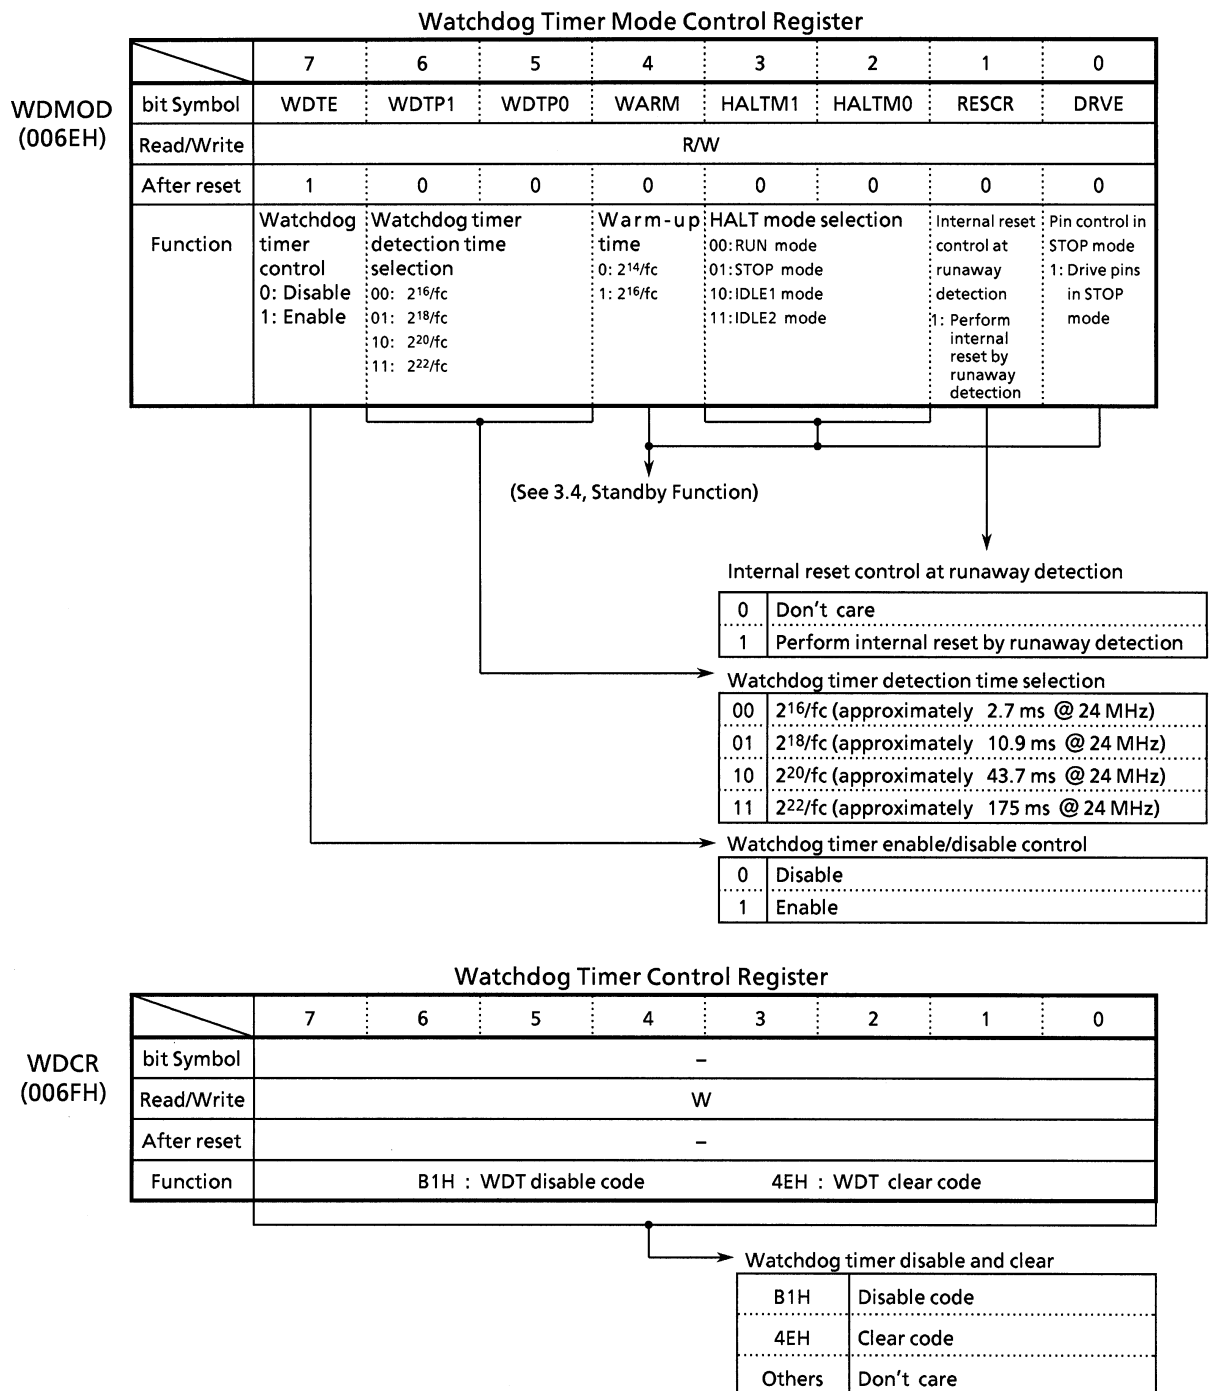 Watchdog Timer Mode Control Register
7 6 5 4 3 2 1 0
WDMOD
(006EH)
bit Symbol WDTE WDTP1 WDTP0 WARM HALTM1 HALTM0 RESCR DRVE
Read/Write R/W
After reset 1 0 0 0 0 0 0 0
Function
Watchdog
timer
control
0: Disable
1: Enable
Watchdog timer
detection time
selection
00: 2¹⁶/fc
01: 2¹⁸/fc
10: 2²⁰/fc
11: 2²²/fc
Warm-up
time
0: 2¹⁴/fc
1: 2¹⁶/fc
HALT mode selection
00: RUN mode
01: STOP mode
10: IDLE1 mode
11: IDLE2 mode
Internal reset
control at
runaway
detection
1: Perform
internal
reset by
runaway
detection
Pin control in
STOP mode
1: Drive pins
in STOP
mode
(See 3.4, Standby Function)
Internal reset control at runaway detection
0 Don't care
1 Perform internal reset by runaway detection
Watchdog timer detection time selection
00 2¹⁶/fc (approximately 2.7 ms @ 24 MHz)
01 2¹⁸/fc (approximately 10.9 ms @ 24 MHz)
10 2²⁰/fc (approximately 43.7 ms @ 24 MHz)
11 2²²/fc (approximately 175 ms @ 24 MHz)
Watchdog timer enable/disable control
0 Disable
1 Enable
Watchdog Timer Control Register
7 6 5 4 3 2 1 0
WDCR
(006FH)
bit Symbol –
Read/Write W
After reset –
Function B1H : WDT disable code 4EH : WDT clear code
Watchdog timer disable and clear
B1H Disable code
4EH Clear code
Others Don't care